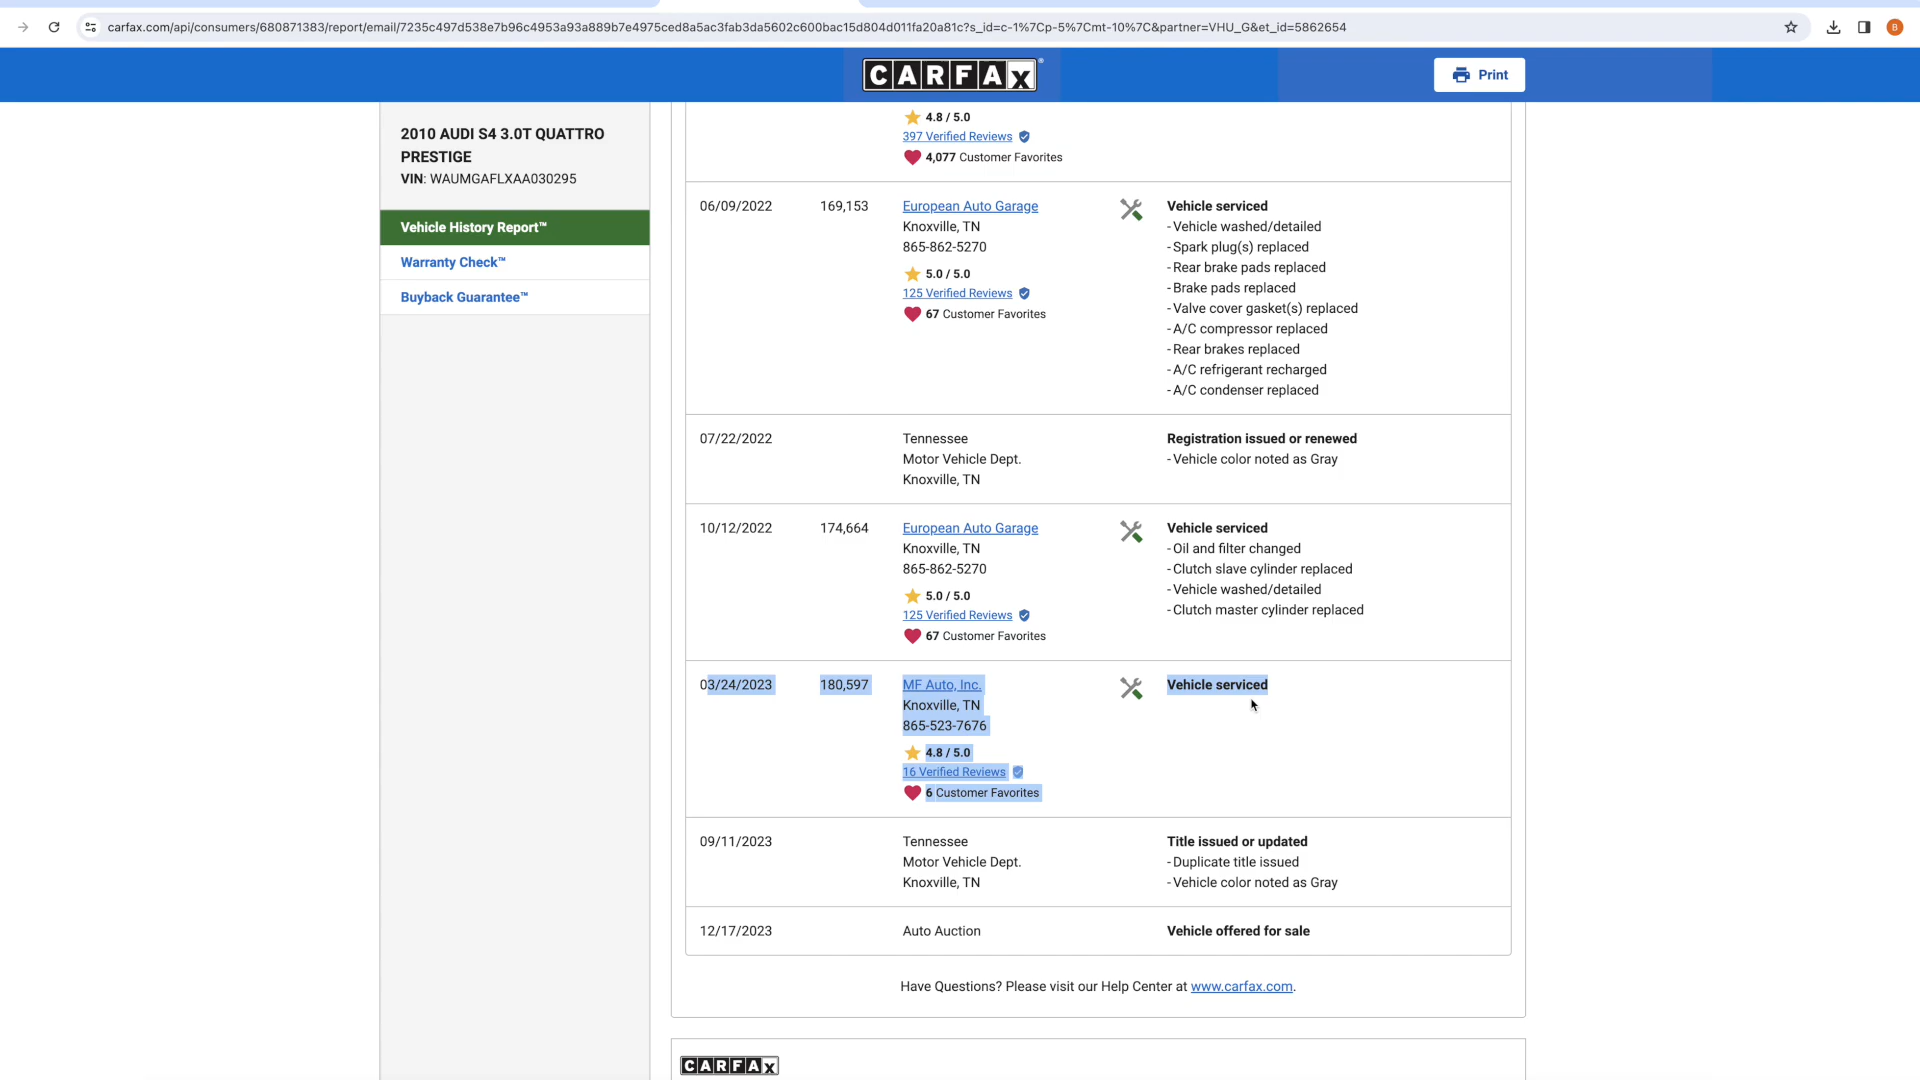 carfax.com/api/consumers/680871383/report/email/7235c497d538e7b96c4953a93a889b7e4975ced8a5ac3fab3da5602c600bac15d804d011fa20a81c?s_id=c-1%7Cp-5%7Cmt-10%7C&partner=VHU_G&et_id=5862654
B
CARFAX
Print
2010 AUDI S4 3.0T QUATTRO
PRESTIGE
VIN: WAUMGAFLXAA030295
Vehicle History Report™
Warranty Check™
Buyback Guarantee™
4.8 / 5.0
397 Verified Reviews
4,077 Customer Favorites
06/09/2022 169,153 European Auto Garage Vehicle serviced
Knoxville, TN - Vehicle washed/detailed
865-862-5270 - Spark plug(s) replaced
5.0 / 5.0 - Rear brake pads replaced
125 Verified Reviews - Brake pads replaced
67 Customer Favorites - Valve cover gasket(s) replaced
- A/C compressor replaced
- Rear brakes replaced
- A/C refrigerant recharged
- A/C condenser replaced
07/22/2022 Tennessee Registration issued or renewed
Motor Vehicle Dept. - Vehicle color noted as Gray
Knoxville, TN
10/12/2022 174,664 European Auto Garage Vehicle serviced
Knoxville, TN - Oil and filter changed
865-862-5270 - Clutch slave cylinder replaced
5.0 / 5.0 - Vehicle washed/detailed
125 Verified Reviews - Clutch master cylinder replaced
67 Customer Favorites
03/24/2023 180,597 MF Auto, Inc. Vehicle serviced
Knoxville, TN
865-523-7676
4.8 / 5.0
16 Verified Reviews
6 Customer Favorites
09/11/2023 Tennessee Title issued or updated
Motor Vehicle Dept. - Duplicate title issued
Knoxville, TN - Vehicle color noted as Gray
12/17/2023 Auto Auction Vehicle offered for sale
Have Questions? Please visit our Help Center at www.carfax.com.
CARFAX